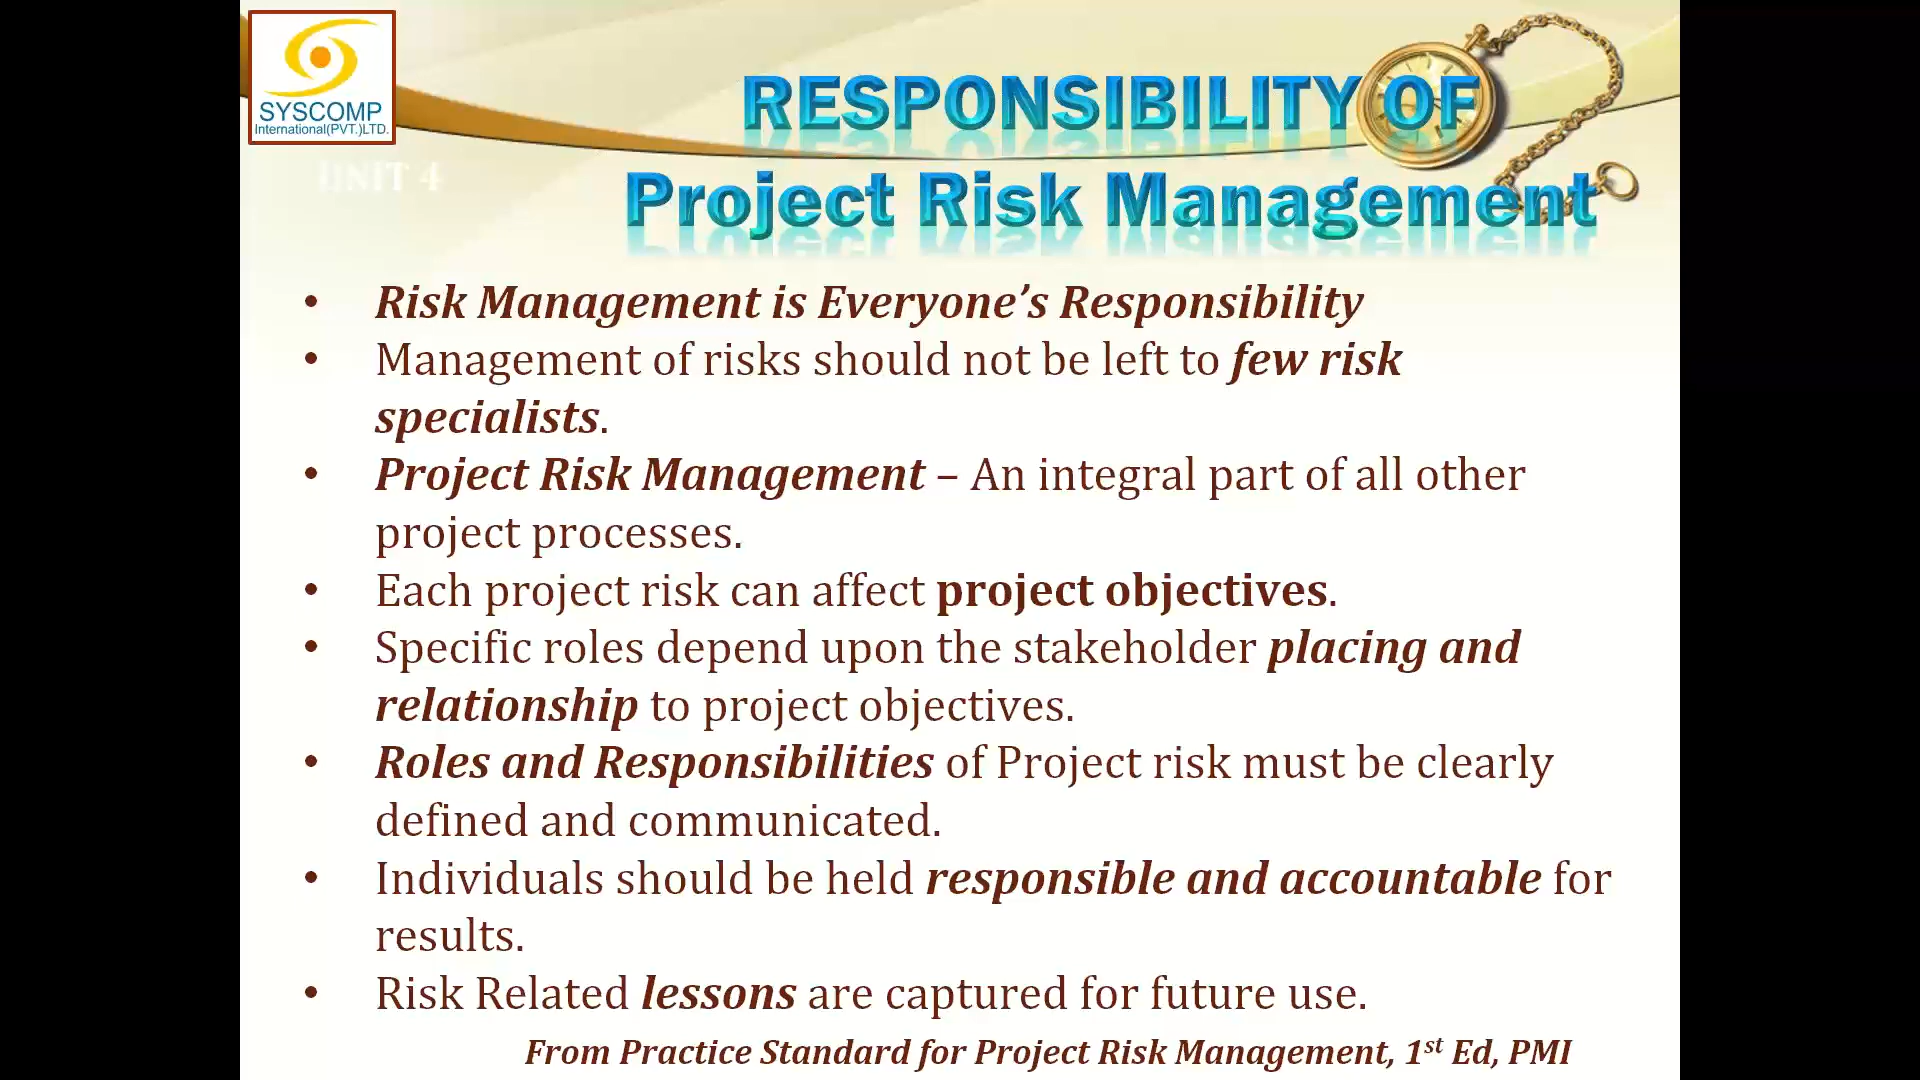 SYSCOMP
International(PVT.)LTD.
UNIT 4
RESPONSIBILITY OF
Project Risk Management
• Risk Management is Everyone’s Responsibility
• Management of risks should not be left to few risk
specialists.
• Project Risk Management – An integral part of all other
project processes.
• Each project risk can affect project objectives.
• Specific roles depend upon the stakeholder placing and
relationship to project objectives.
• Roles and Responsibilities of Project risk must be clearly
defined and communicated.
• Individuals should be held responsible and accountable for
results.
• Risk Related lessons are captured for future use.
From Practice Standard for Project Risk Management, 1st Ed, PMI